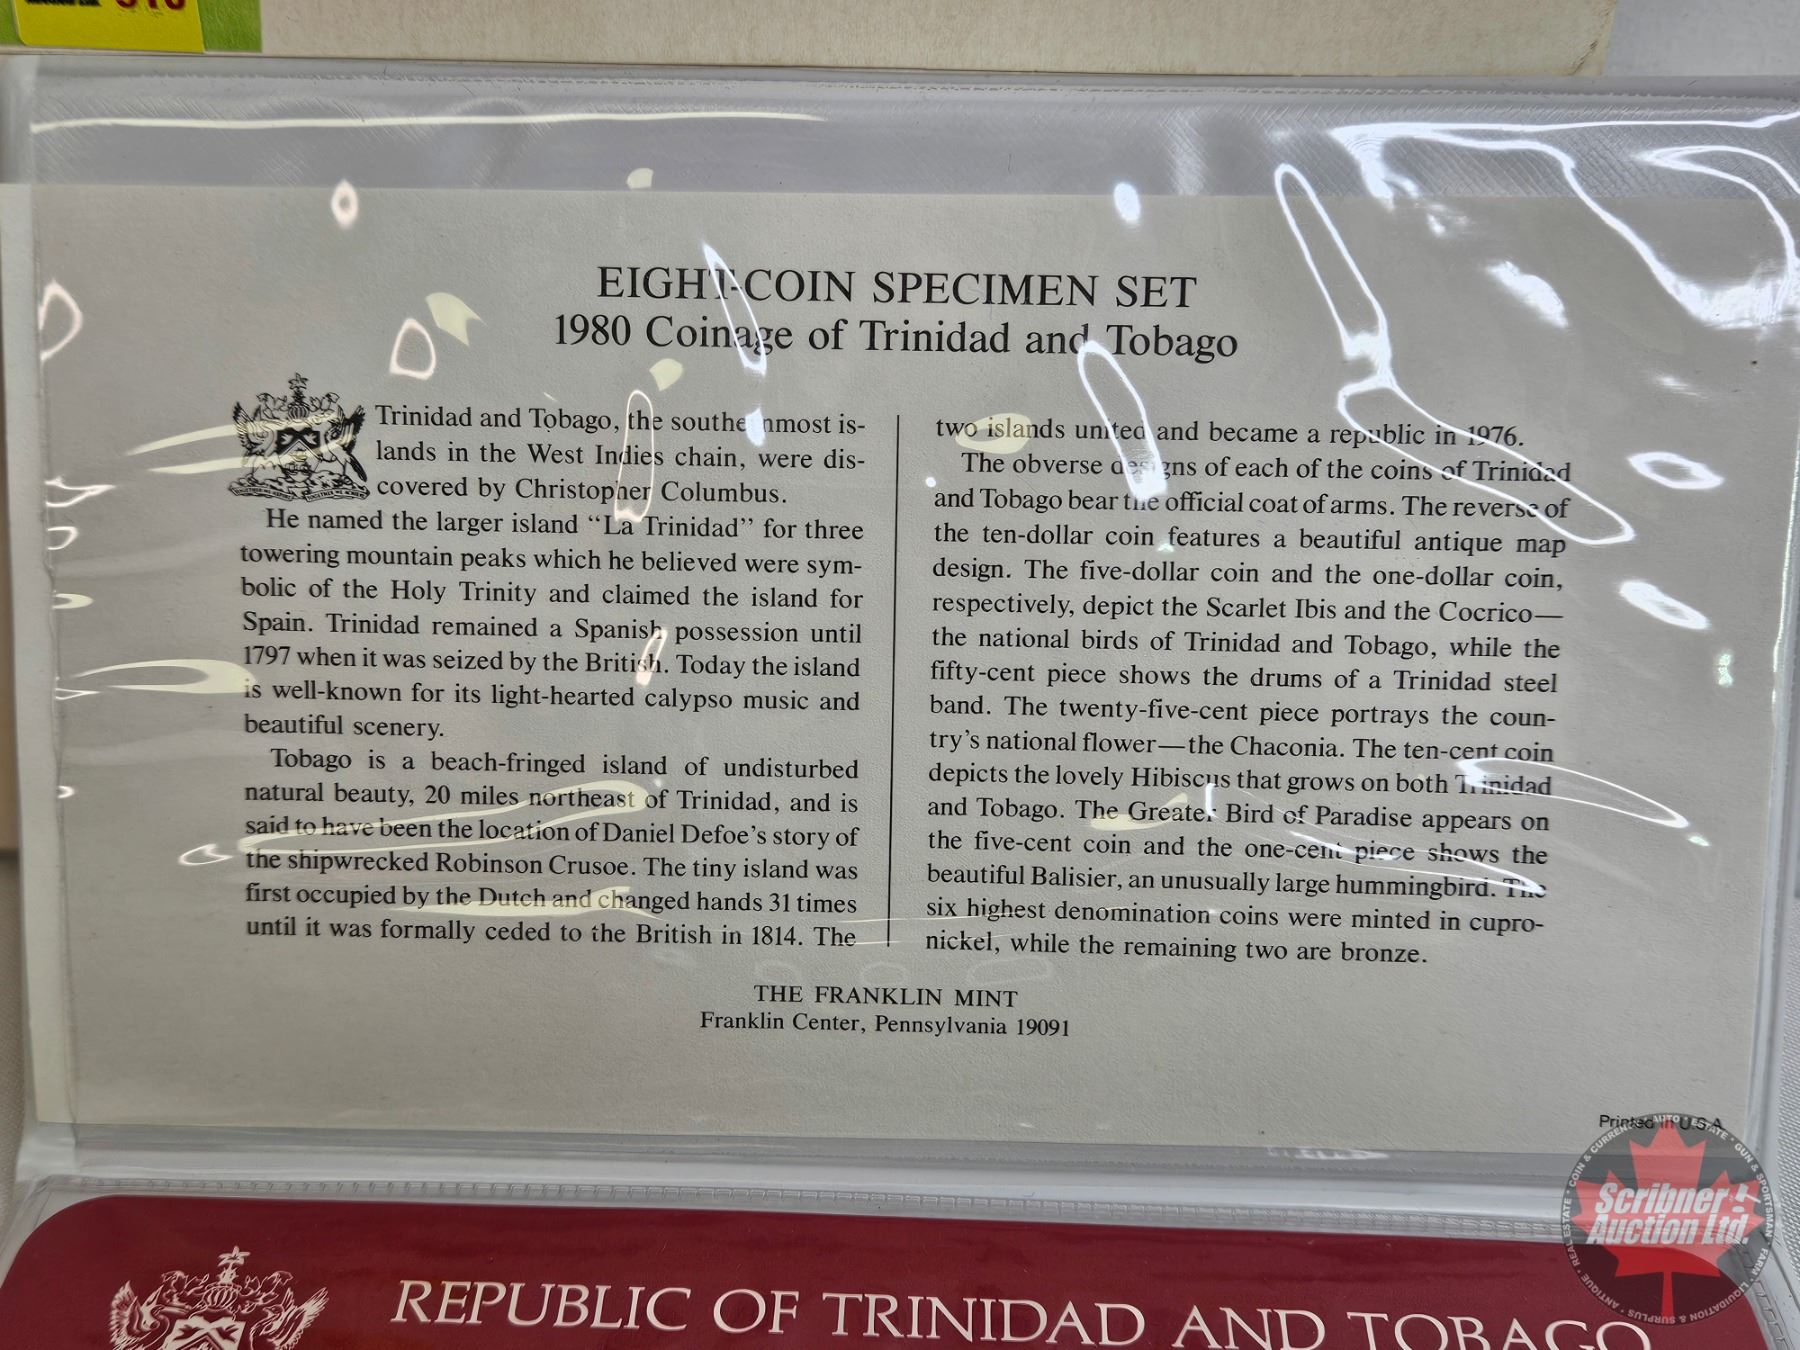 EIGHT-COIN SPECIMEN SET
1980 Coinage of Trinidad and Tobago
Trinidad and Tobago, the southernmost is-
lands in the West Indies chain, were dis-
covered by Christopher Columbus.
He named the larger island "La Trinidad" for three
towering mountain peaks which he believed were sym-
bolic of the Holy Trinity and claimed the island for
Spain. Trinidad remained a Spanish possession until
1797 when it was seized by the British. Today the island
is well-known for its light-hearted calypso music and
beautiful scenery.
Tobago is a beach-fringed island of undisturbed
natural beauty, 20 miles northeast of Trinidad, and is
said to have been the location of Daniel Defoe's story of
the shipwrecked Robinson Crusoe. The tiny island was
first occupied by the Dutch and changed hands 31 times
until it was formally ceded to the British in 1814. The
two islands united and became a republic in 1976.
The obverse designs of each of the coins of Trinidad
and Tobago bear the official coat of arms. The reverse of
the ten-dollar coin features a beautiful antique map
design. The five-dollar coin and the one-dollar coin,
respectively, depict the Scarlet Ibis and the Cocrico—
the national birds of Trinidad and Tobago, while the
fifty-cent piece shows the drums of a Trinidad steel
band. The twenty-five-cent piece portrays the coun-
try's national flower—the Chaconia. The ten-cent coin
depicts the lovely Hibiscus that grows on both Trinidad
and Tobago. The Greater Bird of Paradise appears on
the five-cent coin and the one-cent piece shows the
beautiful Balisier, an unusually large hummingbird. The
six highest denomination coins were minted in cupro-
nickel, while the remaining two are bronze.
THE FRANKLIN MINT
Franklin Center, Pennsylvania 19091
Printed in U.S.A.
Scribner
Auction Ltd.
REPUBLIC OF TRINIDAD AND TOBAGO